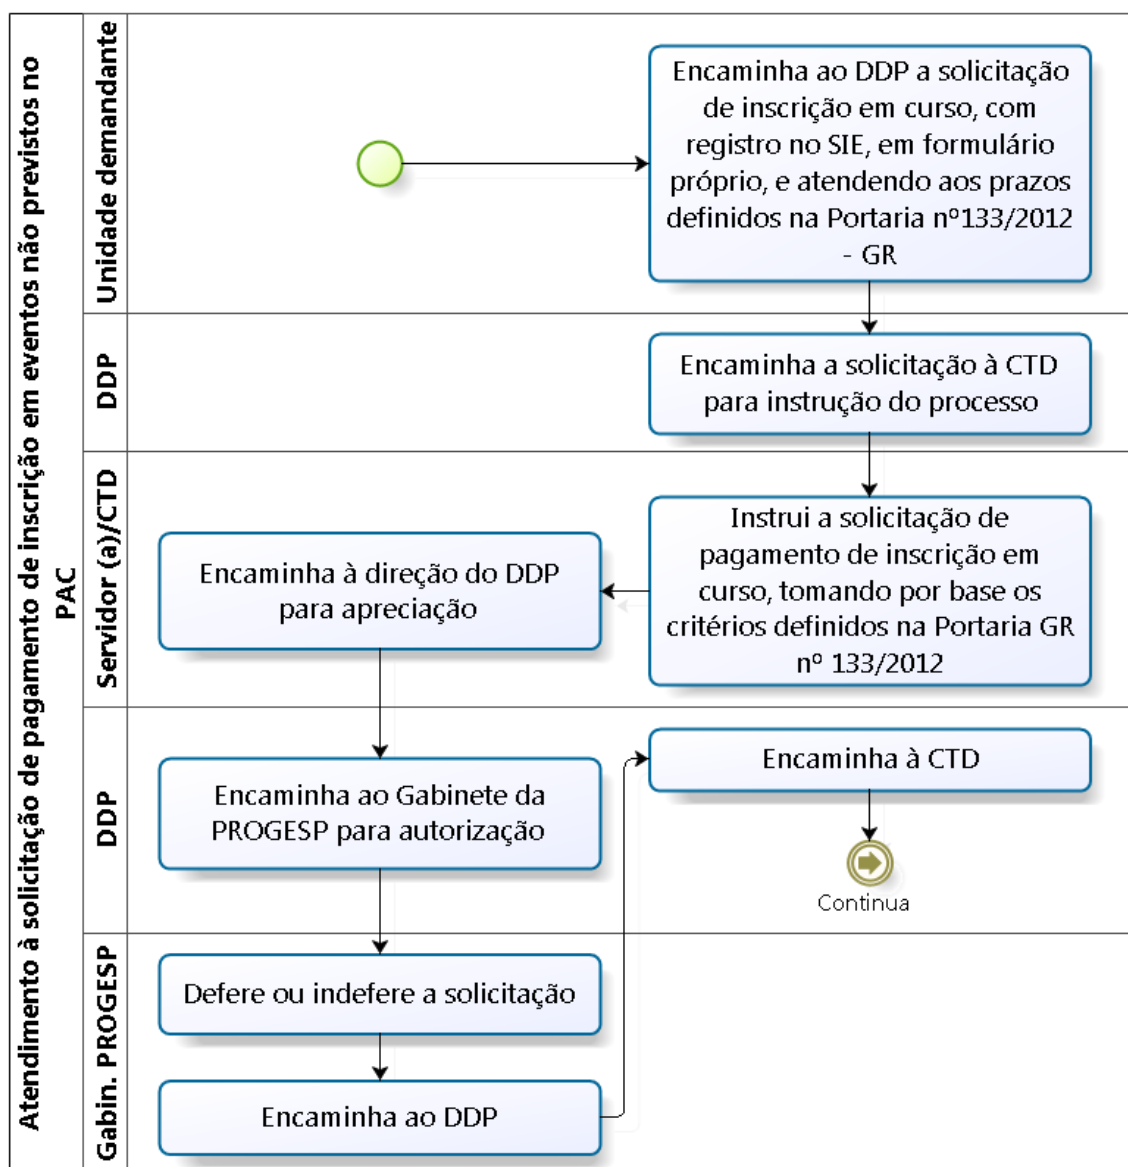 Atendimento à solicitação de pagamento de inscrição em eventos não previstos no
PAC
Unidade demandante
Encaminha ao DDP a solicitação
de inscrição em curso, com
registro no SIE, em formulário
próprio, e atendendo aos prazos
definidos na Portaria nº133/2012
- GR
DDP
Encaminha a solicitação à CTD
para instrução do processo
Servidor (a)/CTD
Instrui a solicitação de
pagamento de inscrição em
curso, tomando por base os
critérios definidos na Portaria GR
nº 133/2012
Encaminha à direção do DDP
para apreciação
DDP
Encaminha ao Gabinete da
PROGESP para autorização
Encaminha à CTD
Continua
Gabin. PROGESP
Defere ou indefere a solicitação
Encaminha ao DDP